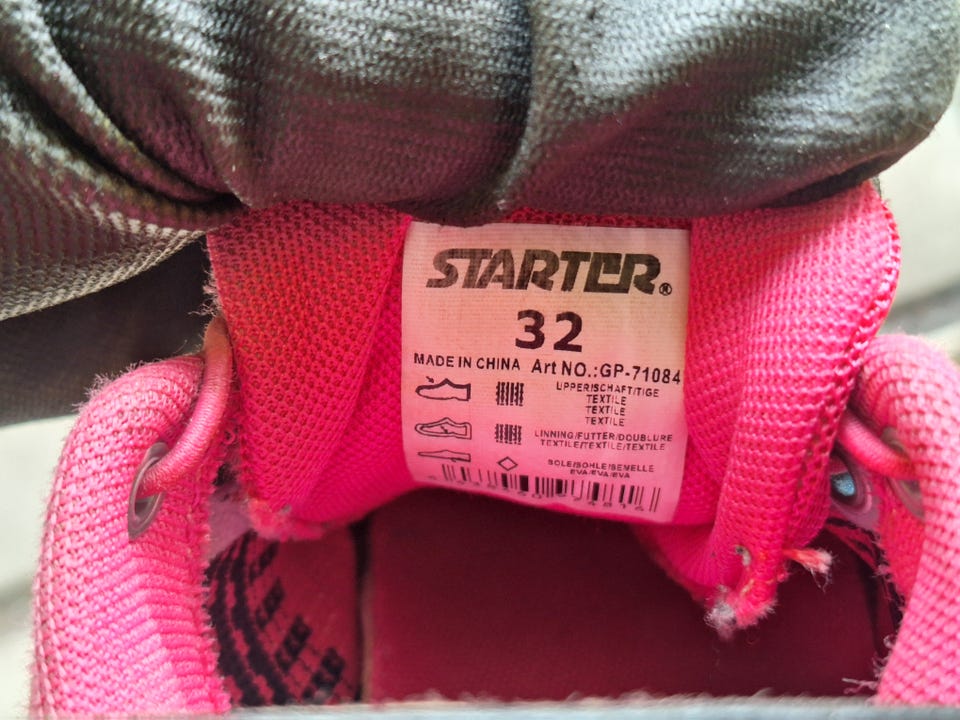 STARTER®
32
MADE IN CHINA Art NO.:GP-71084
UPPER/SCHAFT/TIGE
TEXTILE
TEXTILE
TEXTILE
LINNING/FUTTER/DOUBLURE
TEXTILE/TEXTILE/TEXTILE
SOLE/SOHLE/SEMELLE
EVA/EVA/EVA